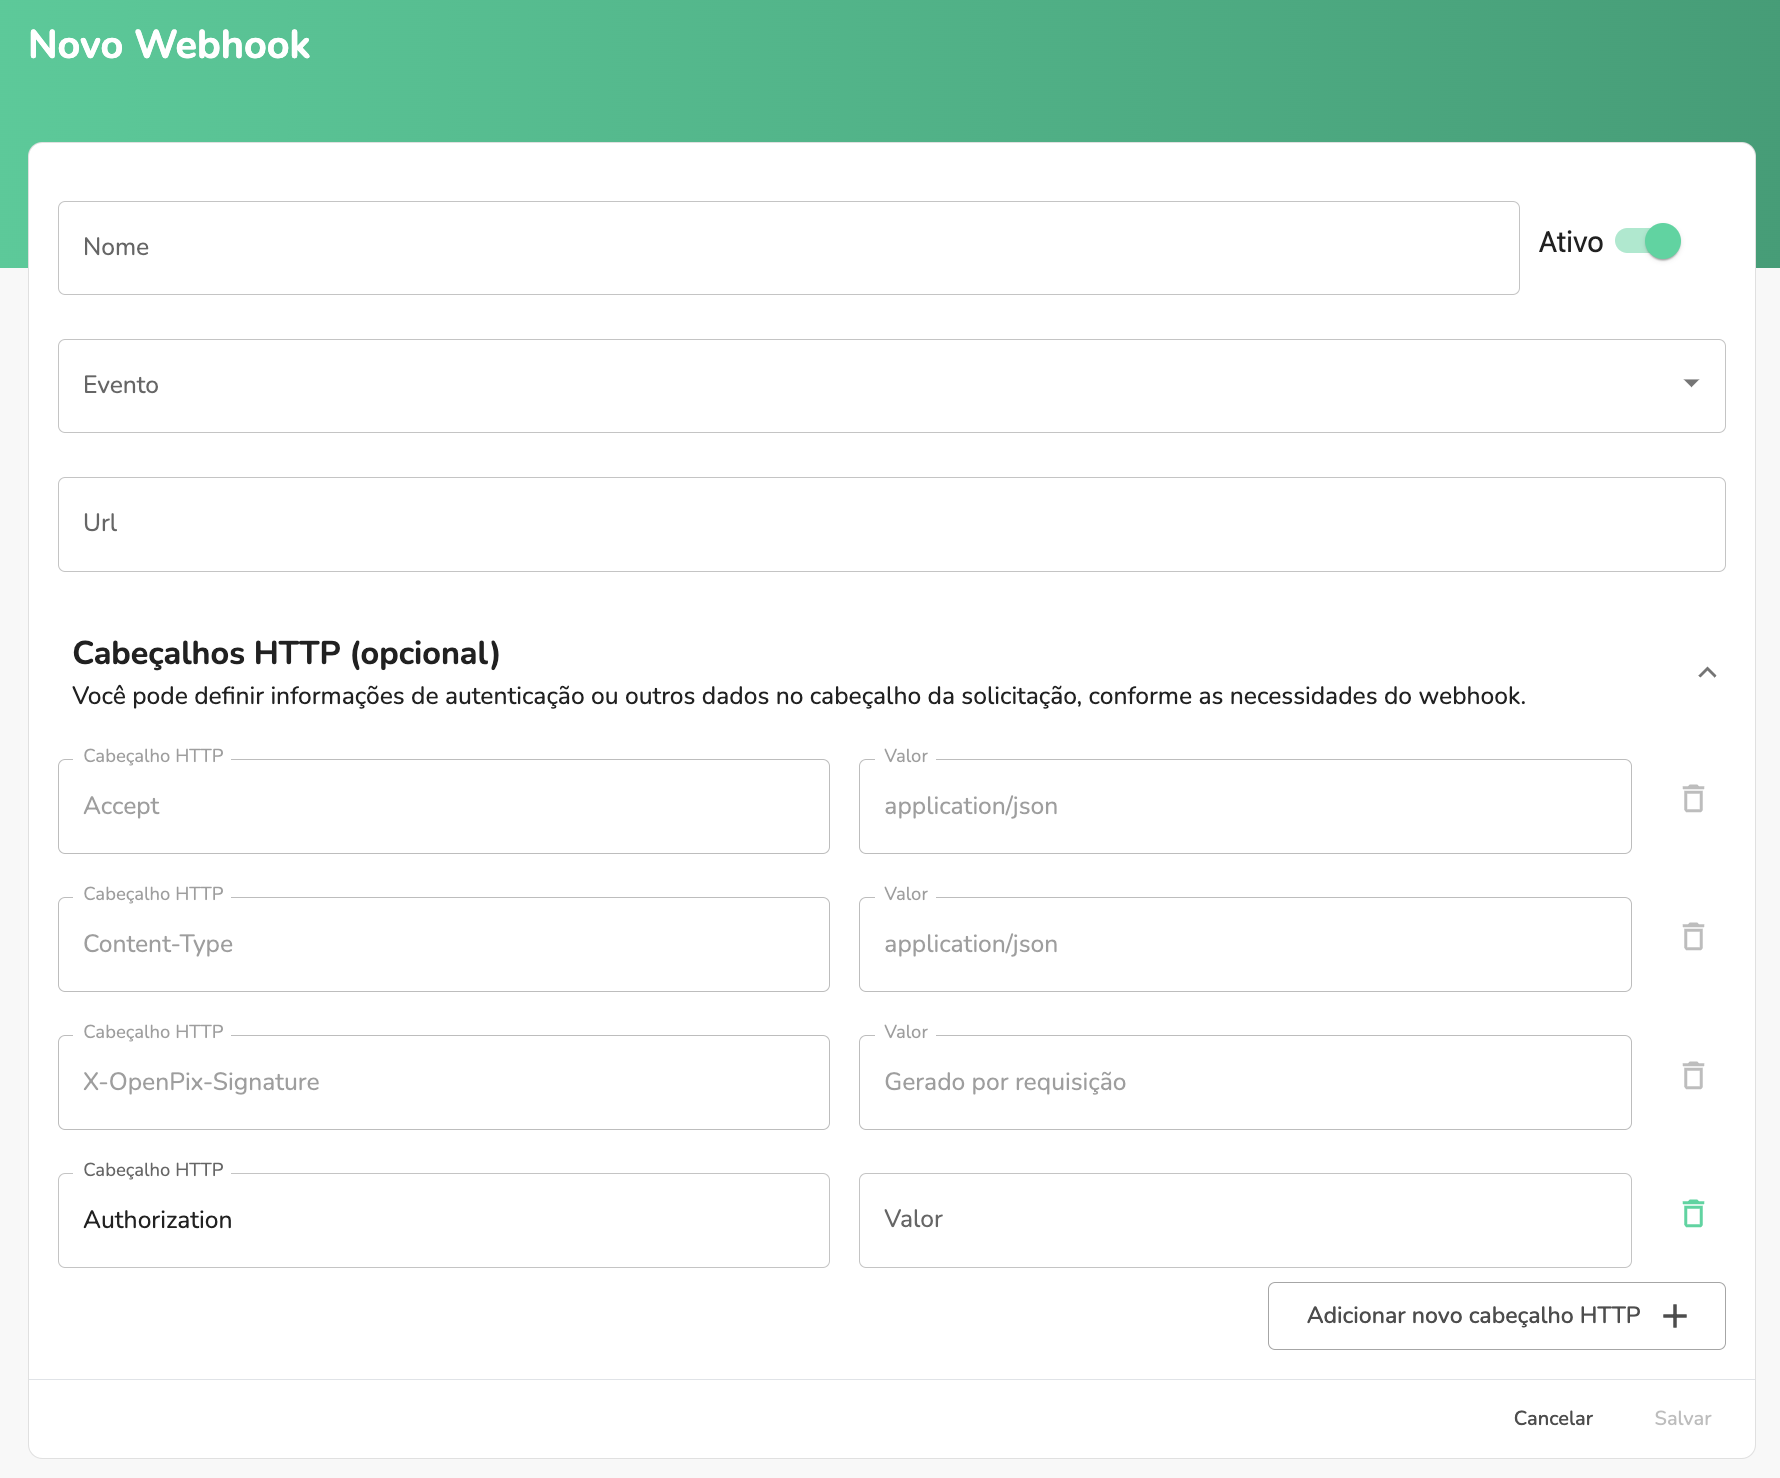 Novo Webhook
Nome
Ativo
Evento
Url
Cabeçalhos HTTP (opcional)
Você pode definir informações de autenticação ou outros dados no cabeçalho da solicitação, conforme as necessidades do webhook.
Cabeçalho HTTP
Accept
Valor
application/json
Cabeçalho HTTP
Content-Type
Valor
application/json
Cabeçalho HTTP
X-OpenPix-Signature
Valor
Gerado por requisição
Cabeçalho HTTP
Authorization
Valor
Adicionar novo cabeçalho HTTP
Cancelar
Salvar